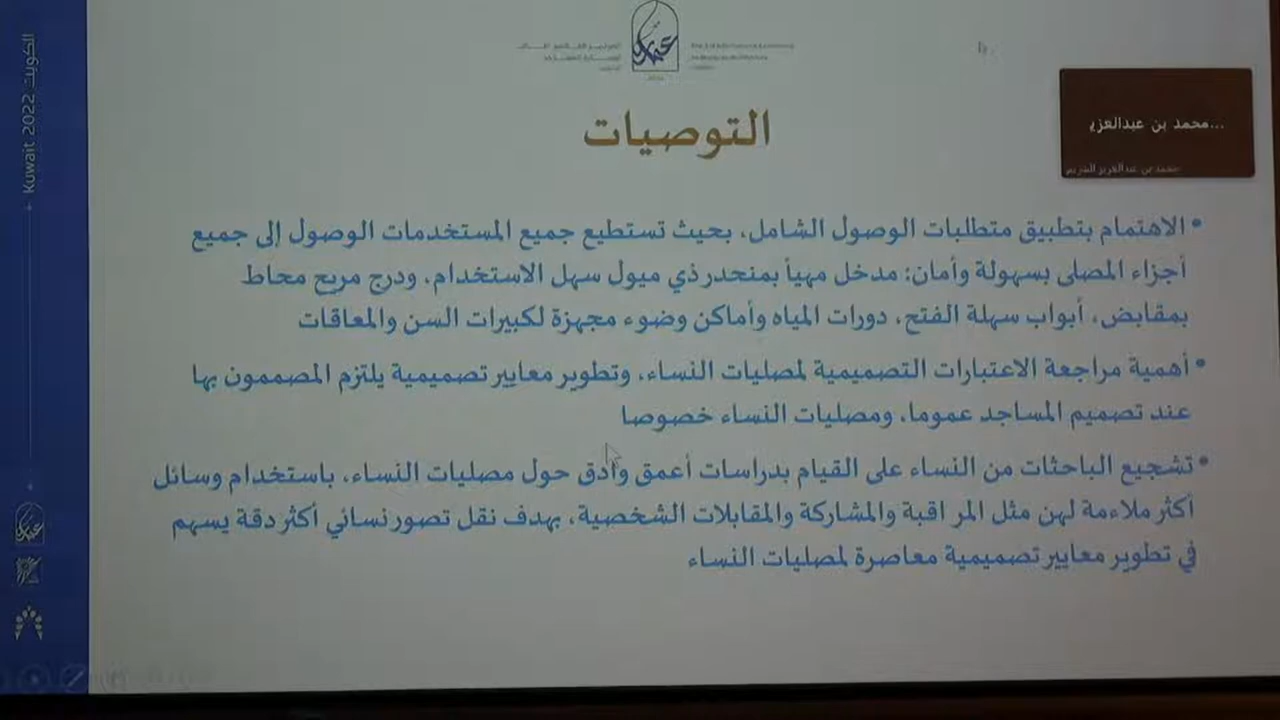 التوصيات
محمد بن عبدالعزيـ...
محمد بن عبدالعزيز الشريم
• الاهتمام بتطبيق متطلبات الوصول الشامل، بحيث تستطيع جميع المستخدمات الوصول إلى جميع
أجزاء المصلى بسهولة وأمان: مدخل مهيأ بمنحدر ذي ميول سهل الاستخدام، ودرج مريح محاط
بمقابض، أبواب سهلة الفتح، دورات المياه وأماكن وضوء مجهزة لكبيرات السن والمعاقات
• أهمية مراجعة الاعتبارات التصميمية لمصليات النساء، وتطوير معايير تصميمية يلتزم المصممون بها
عند تصميم المساجد عموما، ومصليات النساء خصوصا
• تشجيع الباحثات من النساء على القيام بدراسات أعمق وأدق حول مصليات النساء، باستخدام وسائل
أكثر ملاءمة لهن مثل المراقبة والمشاركة والمقابلات الشخصية، بهدف نقل تصور نسائي أكثر دقة يسهم
في تطوير معايير تصميمية معاصرة لمصليات النساء
Kuwait 2022 الكويت